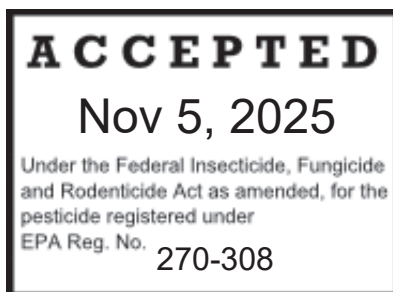 ACCEPTED
Nov 5, 2025
Under the Federal Insecticide, Fungicide
and Rodenticide Act as amended, for the
pesticide registered under
EPA Reg. No. 270-308